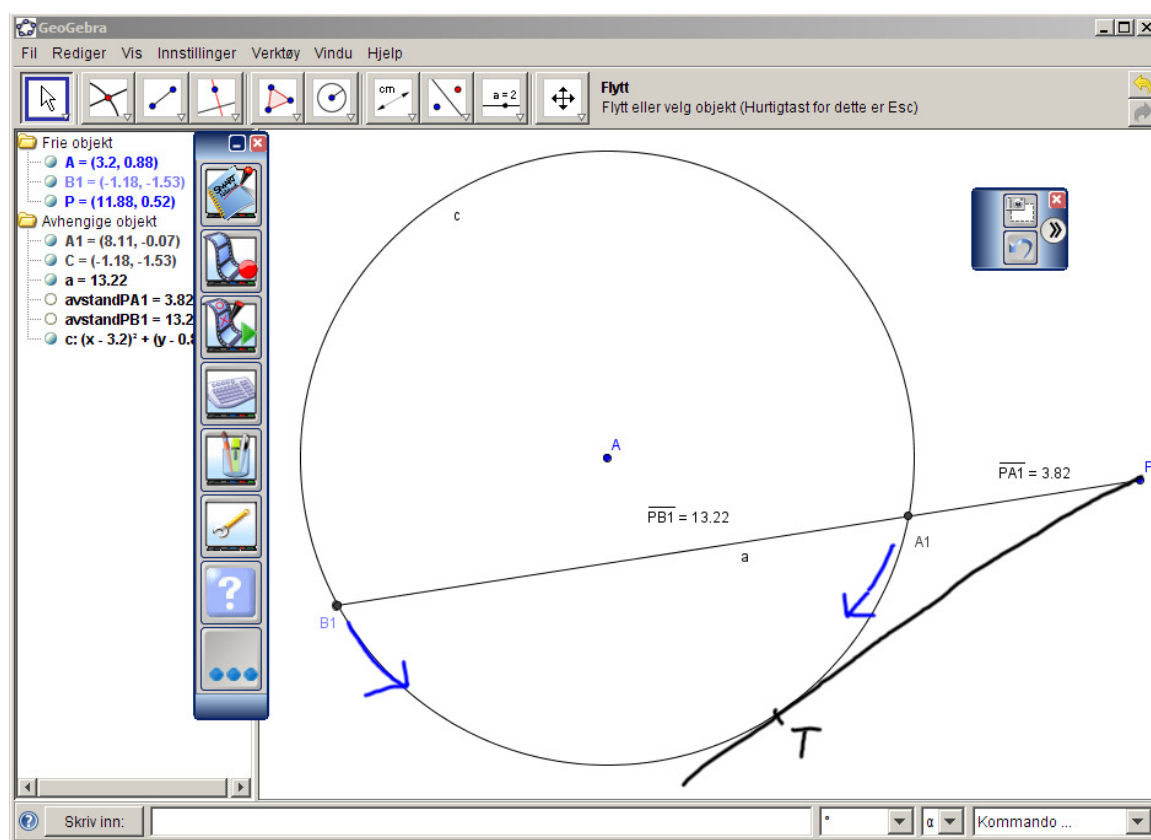 GeoGebra
Fil Rediger Vis Innstillinger Verktøy Vindu Hjelp
cm
a = 2
Flytt
Flytt eller velg objekt (Hurtigtast for dette er Esc)
Frie objekt
A = (3.2, 0.88)
B1 = (-1.18, -1.53)
P = (11.88, 0.52)
Avhengige objekt
A1 = (8.11, -0.07)
C = (-1.18, -1.53)
a = 13.22
avstandPA1 = 3.82
avstandPB1 = 13.2
c: (x - 3.2)² + (y - 0.8
c
A
P
PA1 = 3.82
PB1 = 13.22
A1
a
B1
T
?
Skriv inn:
°
α
Kommando ...